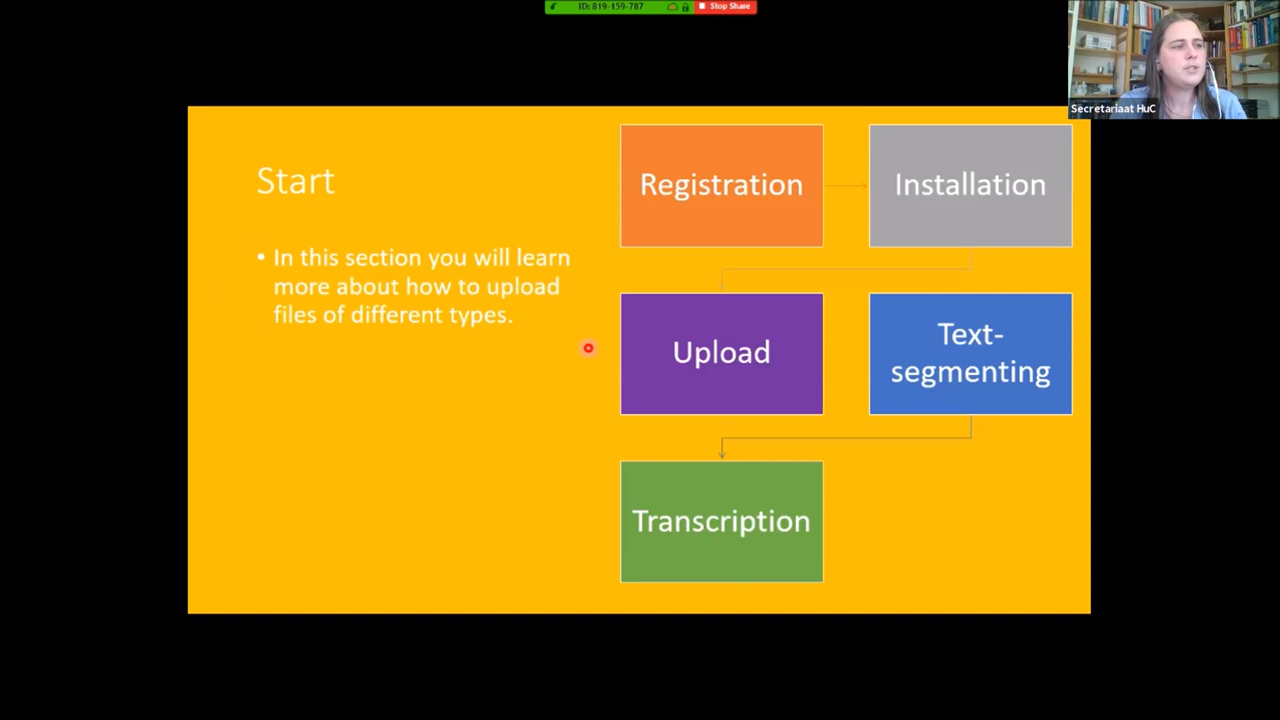 ID: 819-159-787
Stop Share
Secretariaat HuC
Start
• In this section you will learn
more about how to upload
files of different types.
Registration
Installation
Upload
Text-
segmenting
Transcription